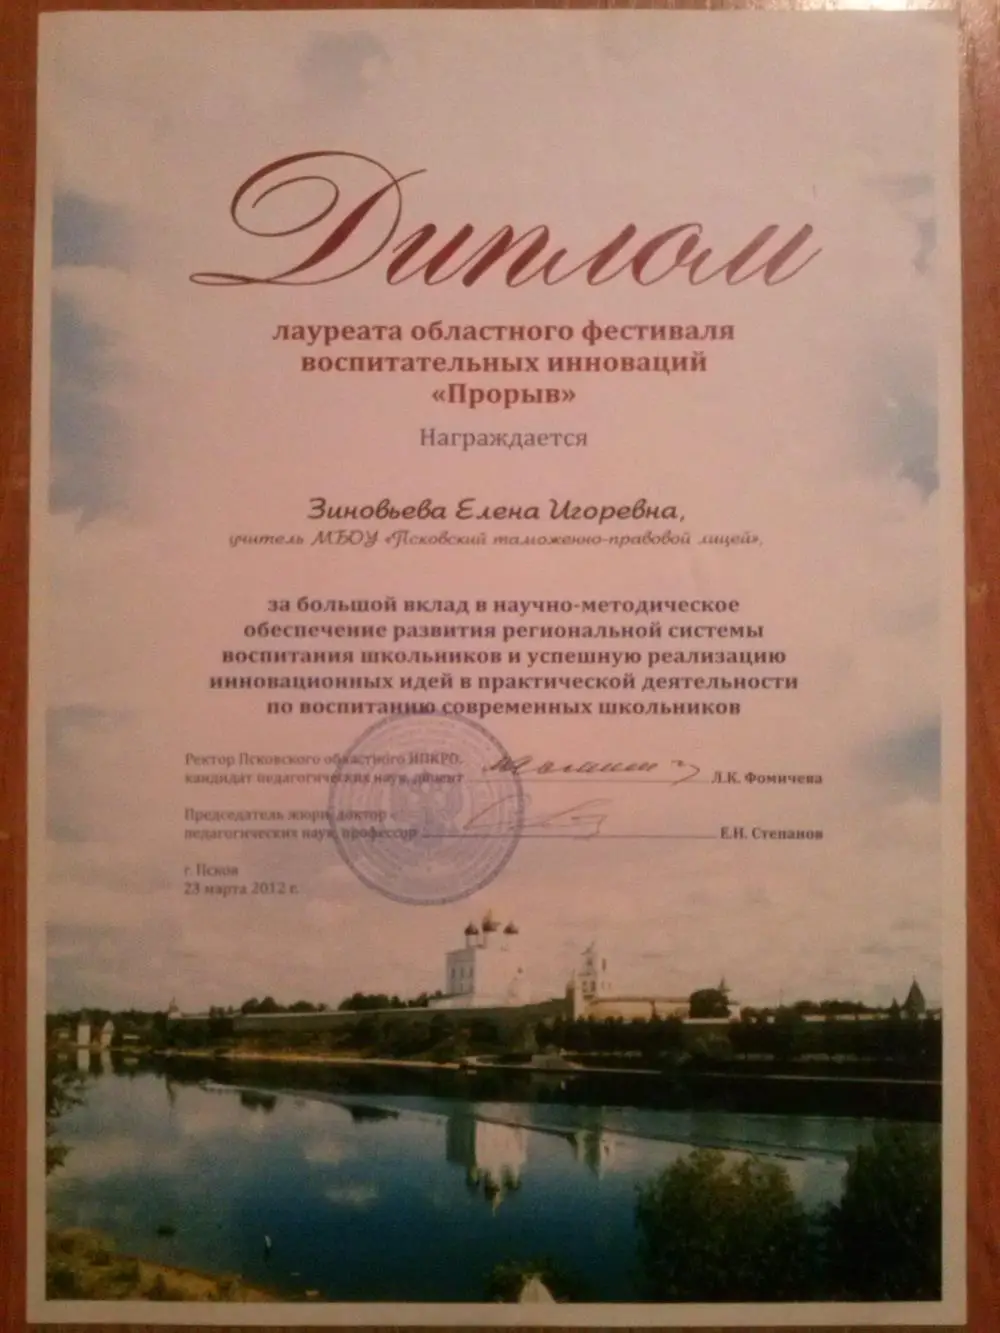 Диплом
лауреата областного фестиваля
воспитательных инноваций
«Прорыв»
Награждается
Зиновьева Елена Игоревна,
учитель МБОУ «Псковский таможенно-правовой лицей»,
за большой вклад в научно-методическое
обеспечение развития региональной системы
воспитания школьников и успешную реализацию
инновационных идей в практической деятельности
по воспитанию современных школьников
Ректор Псковского областного ИПКРО,
кандидат педагогических наук, доцент Л.К. Фомичева
Председатель жюри, доктор
педагогических наук, профессор Е.Н. Степанов
г. Псков
23 марта 2012 г.